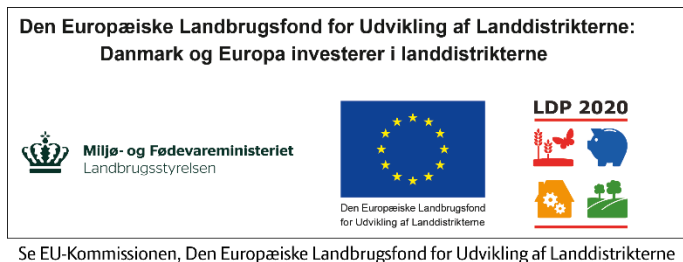 Den Europæiske Landbrugsfond for Udvikling af Landdistrikterne:
Danmark og Europa investerer i landdistrikterne
LDP 2020
Miljø- og Fødevareministeriet
Landbrugsstyrelsen
Den Europæiske Landbrugsfond
for Udvikling af Landdistrikterne
Se EU-Kommissionen, Den Europæiske Landbrugsfond for Udvikling af Landdistrikterne